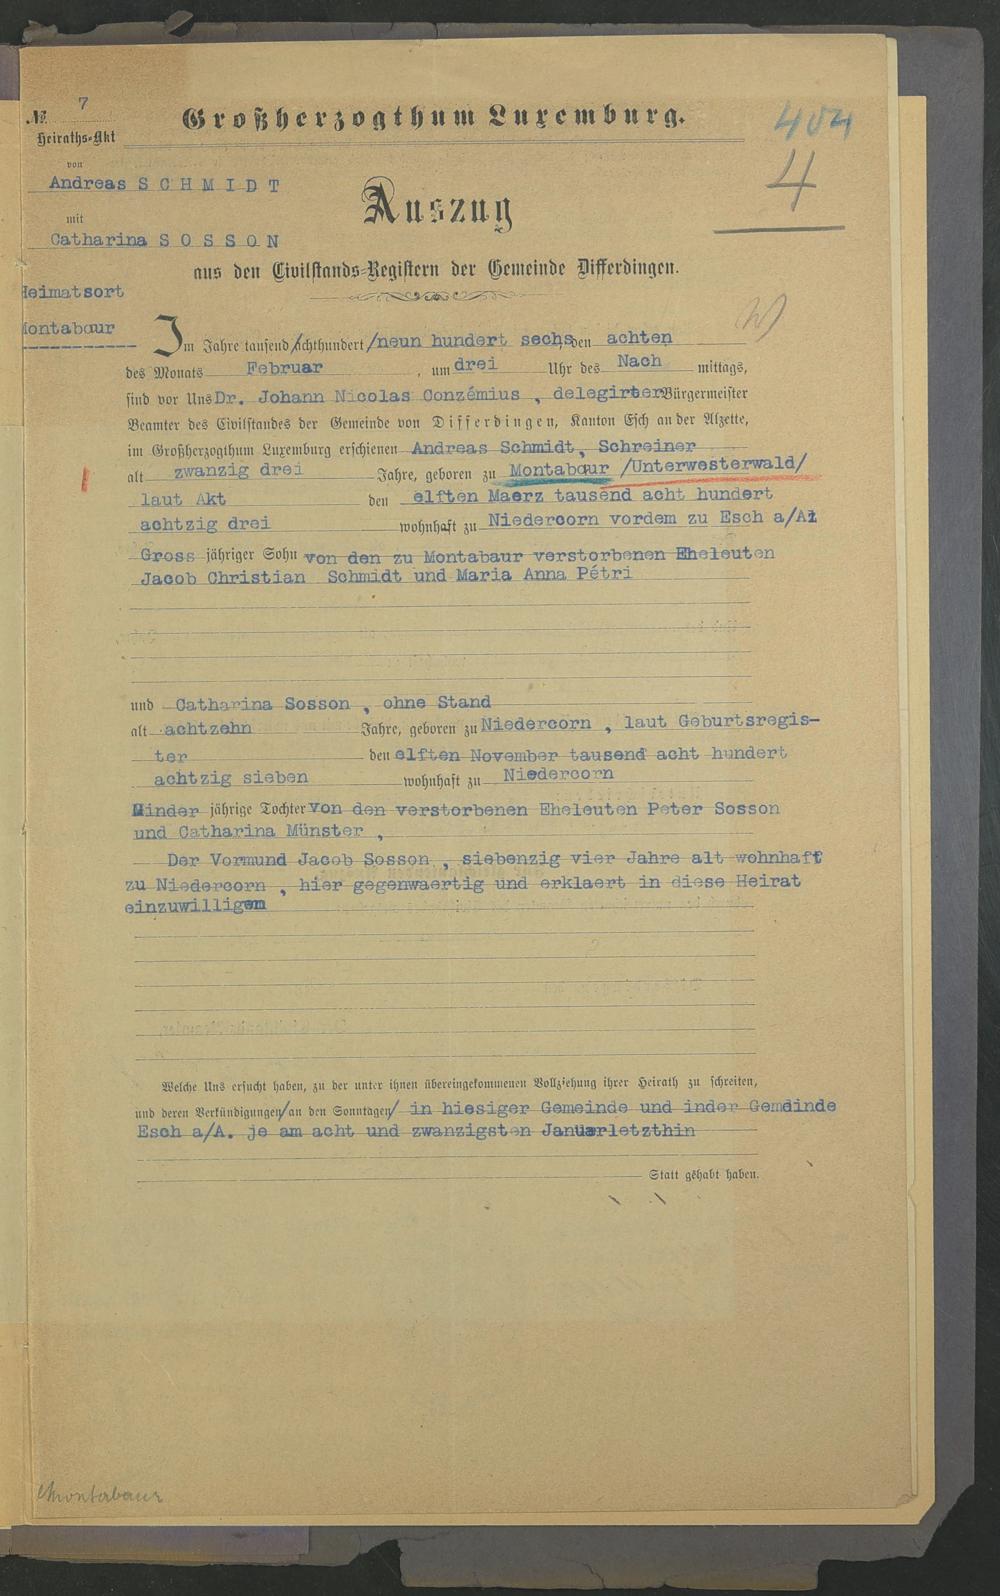 № 7
Heiraths-Akt
von
Andreas S C H M I D T
mit
Catharina S O S S O N
Heimatsort
Montabaur
Großherzogthum Luxemburg.
404
4
Auszug
aus den Civilstands-Registern der Gemeinde Differdingen.
Im Jahre tausend /achthundert /neun hundert sechs, den achten
des Monats Februar, um drei Uhr des Nach mittags,
sind vor Uns Dr. Johann Nicolas Conzémius , delegirter Bürgermeister
Beamter des Civilstandes der Gemeinde von Differdingen, Kanton Esch an der Alzette,
im Großherzogthum Luxemburg erschienen Andreas Schmidt, Schreiner
alt zwanzig drei Jahre, geboren zu Montabaur /Unterwesterwald/
laut Akt den elften Maerz tausend acht hundert
achtzig drei wohnhaft zu Niedercorn vordem zu Esch a/Al
Gross jähriger Sohn von den zu Montabaur verstorbenen Eheleuten
Jacob Christian Schmidt und Maria Anna Pétri
und Catharina Sosson , ohne Stand
alt achtzehn Jahre, geboren zu Niedercorn , laut Geburtsregis-
ter den elften November tausend acht hundert
achtzig sieben wohnhaft zu Niedercorn
Minder jährige Tochter von den verstorbenen Eheleuten Peter Sosson
und Catharina Münster ,
Der Vormund Jacob Sosson , siebenzig vier Jahre alt wohnhaft
zu Niedercorn , hier gegenwaertig und erklaert in diese Heirat
einzuwilligen
Welche Uns ersucht haben, zu der unter ihnen übereingekommenen Vollziehung ihrer Heirath zu schreiten,
und deren Verkündigungen/an den Sonntagen/ in hiesiger Gemeinde und inder Gemdinde
Esch a/A. je am acht und zwanzigsten Januar letzthin
Statt gehabt haben.
Montabaur